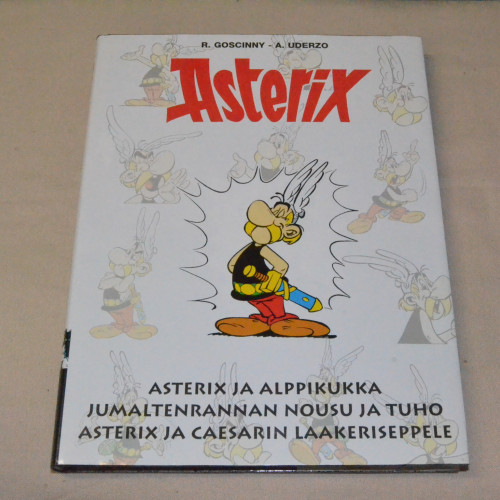 R. GOSCINNY - A. UDERZO
Asterix
ASTERIX JA ALPPIKUKKA
JUMALTENRANNAN NOUSU JA TUHO
ASTERIX JA CAESARIN LAAKERISEPPELE